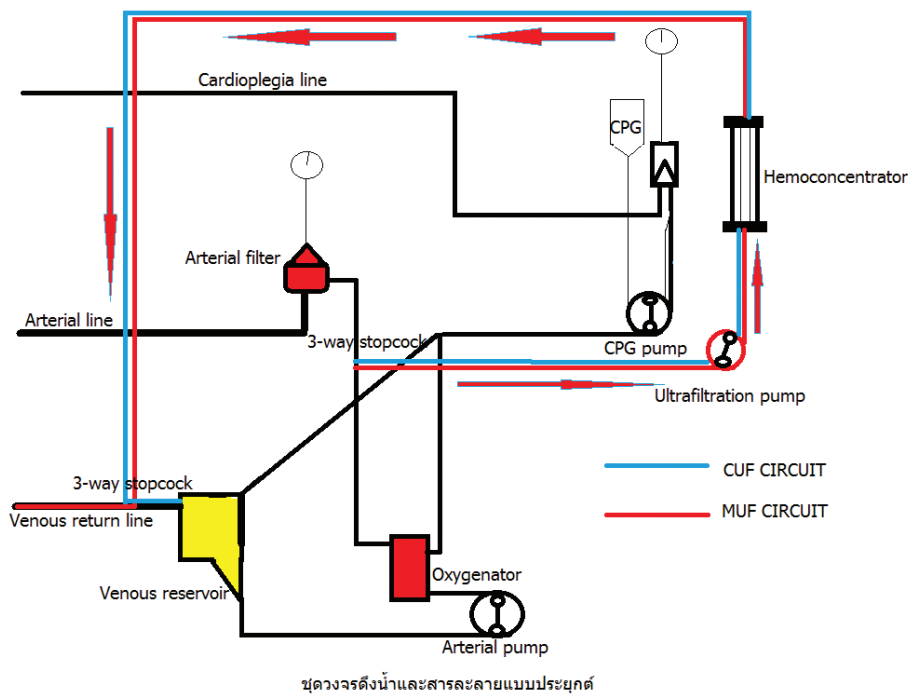 Cardioplegia line
CPG
Hemoconcentrator
Arterial filter
Arterial line
3-way stopcock
CPG pump
Ultrafiltration pump
CUF CIRCUIT
3-way stopcock
MUF CIRCUIT
Venous return line
Oxygenator
Venous reservoir
Arterial pump
ชุดวงจรดึงน้ำและสารละลายแบบประยุกต์